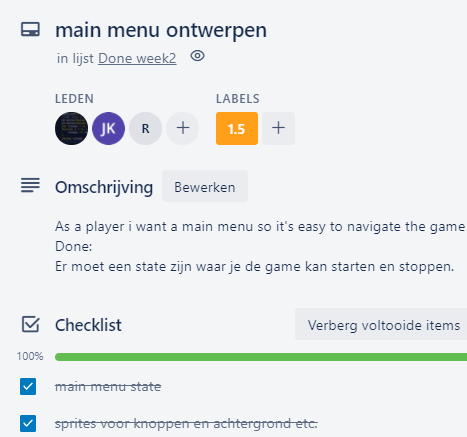 main menu ontwerpen
in lijst Done week2
LEDEN
LABELS
JK
R
1.5
Omschrijving
Bewerken
As a player i want a main menu so it's easy to navigate the game
Done:
Er moet een state zijn waar je de game kan starten en stoppen.
Checklist
Verberg voltooide items
100%
main menu state
sprites voor knoppen en achtergrond etc.